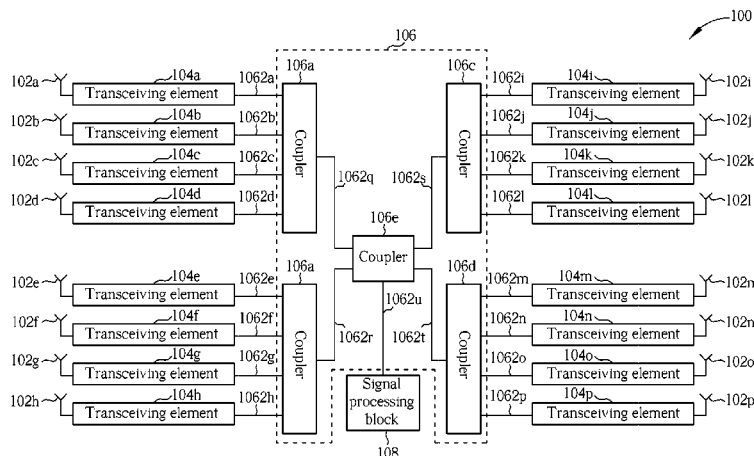 100
106
106a
106c
102a 104a 1062a 1062i 104i 102i
Transceiving element Transceiving element
102b 104b 1062b 1062j 104j 102j
Transceiving element Transceiving element
102c 104c 1062c 1062k 104k 102k
Transceiving element Transceiving element
102d 104d 1062d 1062l 104l 102l
Transceiving element Transceiving element
Coupler
Coupler
1062q
1062s
106e
Coupler
102e 104e 1062e 106a 106d 1062m 104m 102m
Transceiving element Transceiving element
1062u
102f 104f 1062f 1062n 104n 102n
Transceiving element Transceiving element
Coupler
Coupler
1062r
1062t
102g 104g 1062g 1062o 104o 102o
Transceiving element Transceiving element
102h 104h 1062h 1062p 104p 102p
Transceiving element Transceiving element
Signal
processing
block
108